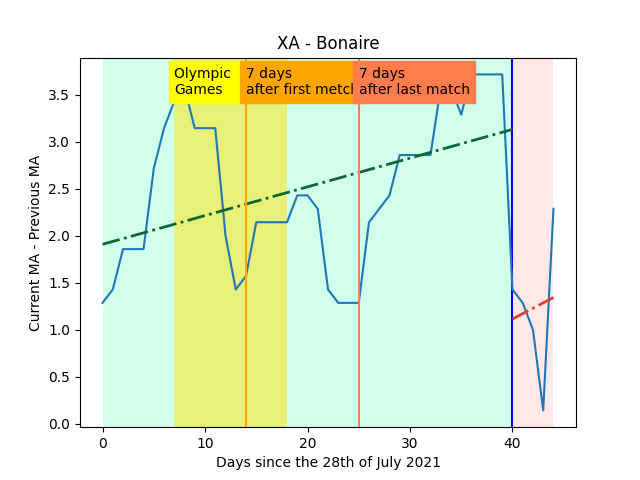 XA - Bonaire
Olympic
Games
7 days
after first metch
7 days
after last match
Current MA - Previous MA
3.5
3.0
2.5
2.0
1.5
1.0
0.5
0.0
0
10
20
30
40
Days since the 28th of July 2021